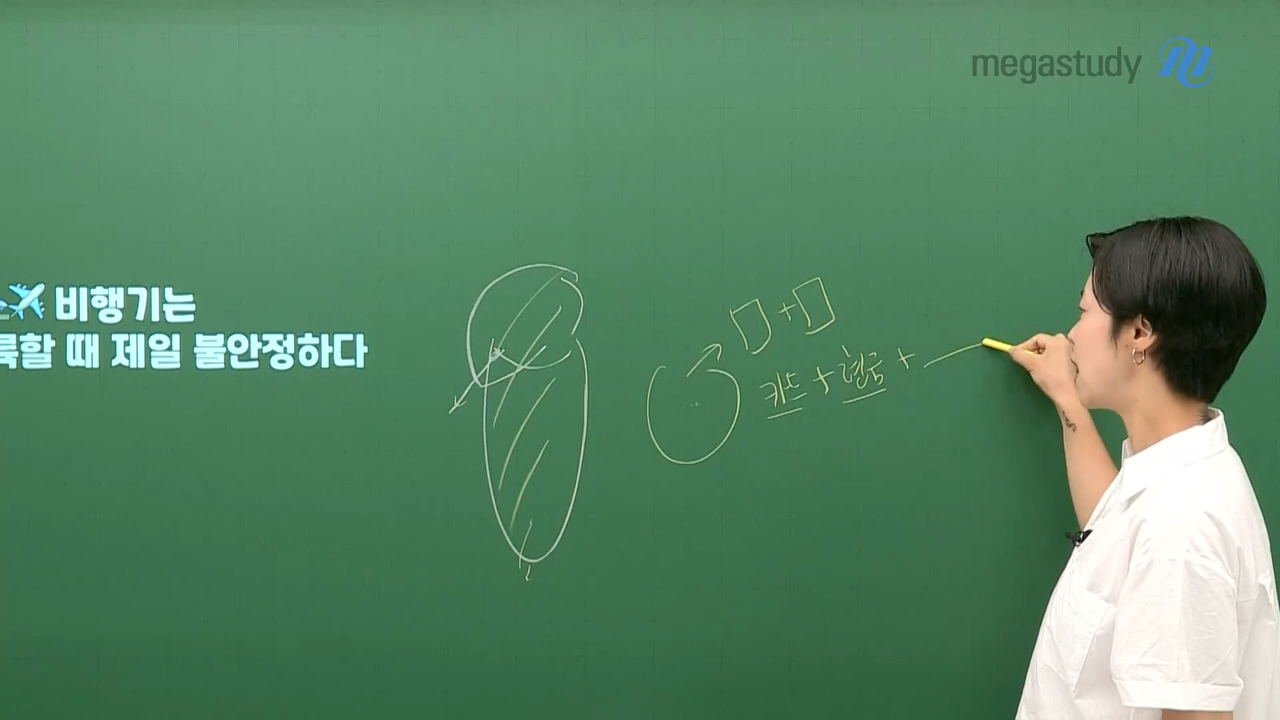 megastudy
비행기는
륙할 때 제일 불안정하다
+
카드 + 현금 +